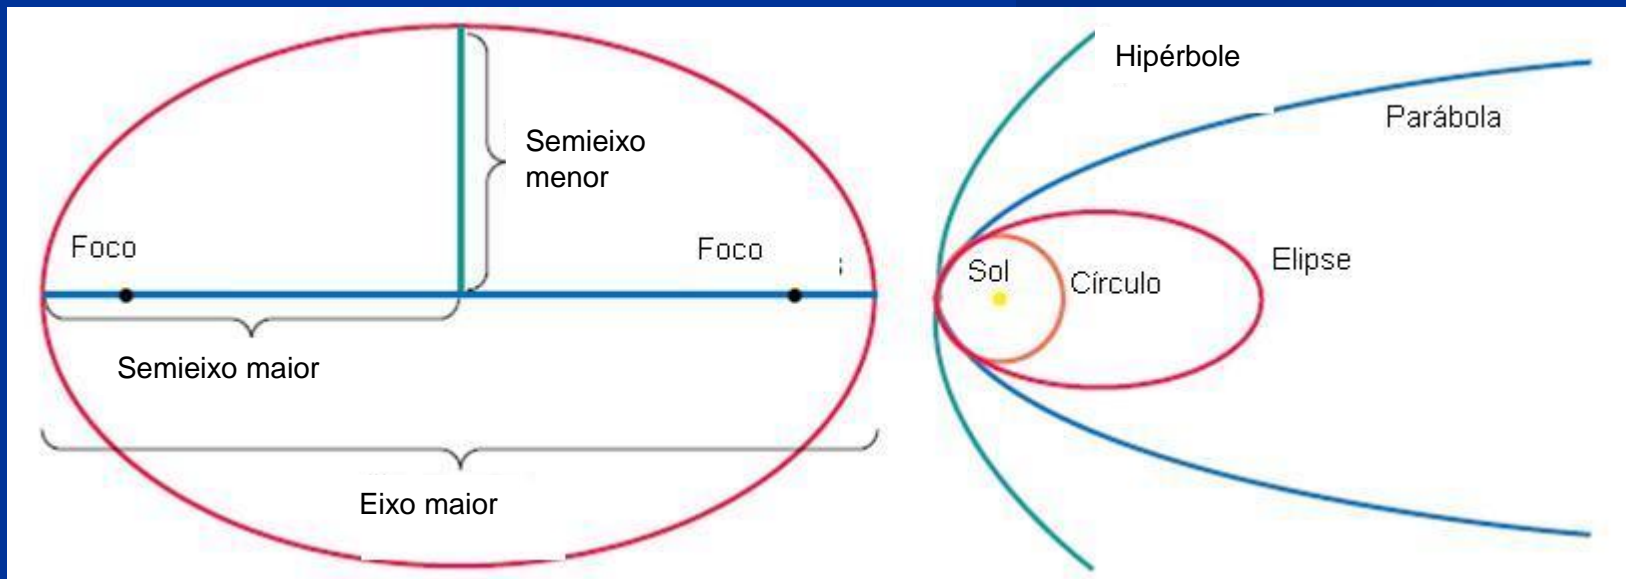 Semieixo
menor
Foco
Foco
Semieixo maior
Eixo maior
Hipérbole
Parábola
Sol
Círculo
Elipse